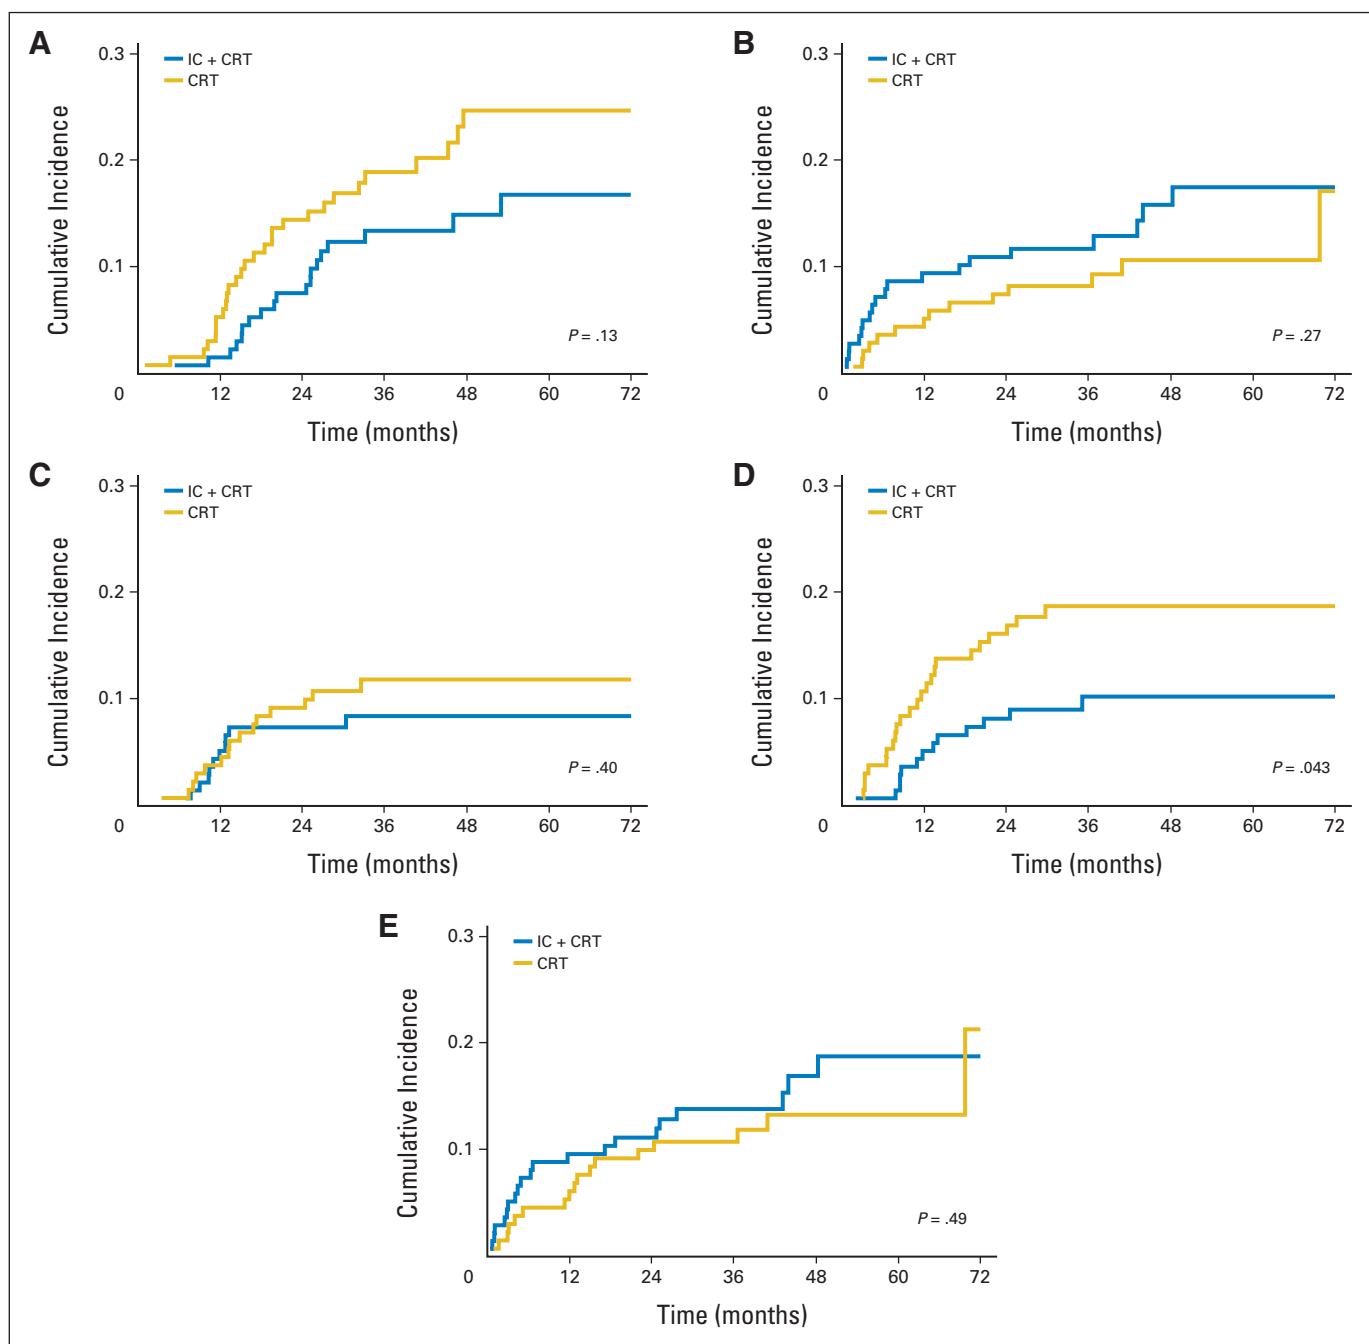 A
IC + CRT
CRT
Cumulative Incidence
0.3
0.2
0.1
P = .13
0 12 24 36 48 60 72
Time (months)
B
IC + CRT
CRT
Cumulative Incidence
0.3
0.2
0.1
P = .27
0 12 24 36 48 60 72
Time (months)
C
IC + CRT
CRT
Cumulative Incidence
0.3
0.2
0.1
P = .40
0 12 24 36 48 60 72
Time (months)
D
IC + CRT
CRT
Cumulative Incidence
0.3
0.2
0.1
P = .043
0 12 24 36 48 60 72
Time (months)
E
IC + CRT
CRT
Cumulative Incidence
0.3
0.2
0.1
P = .49
0 12 24 36 48 60 72
Time (months)